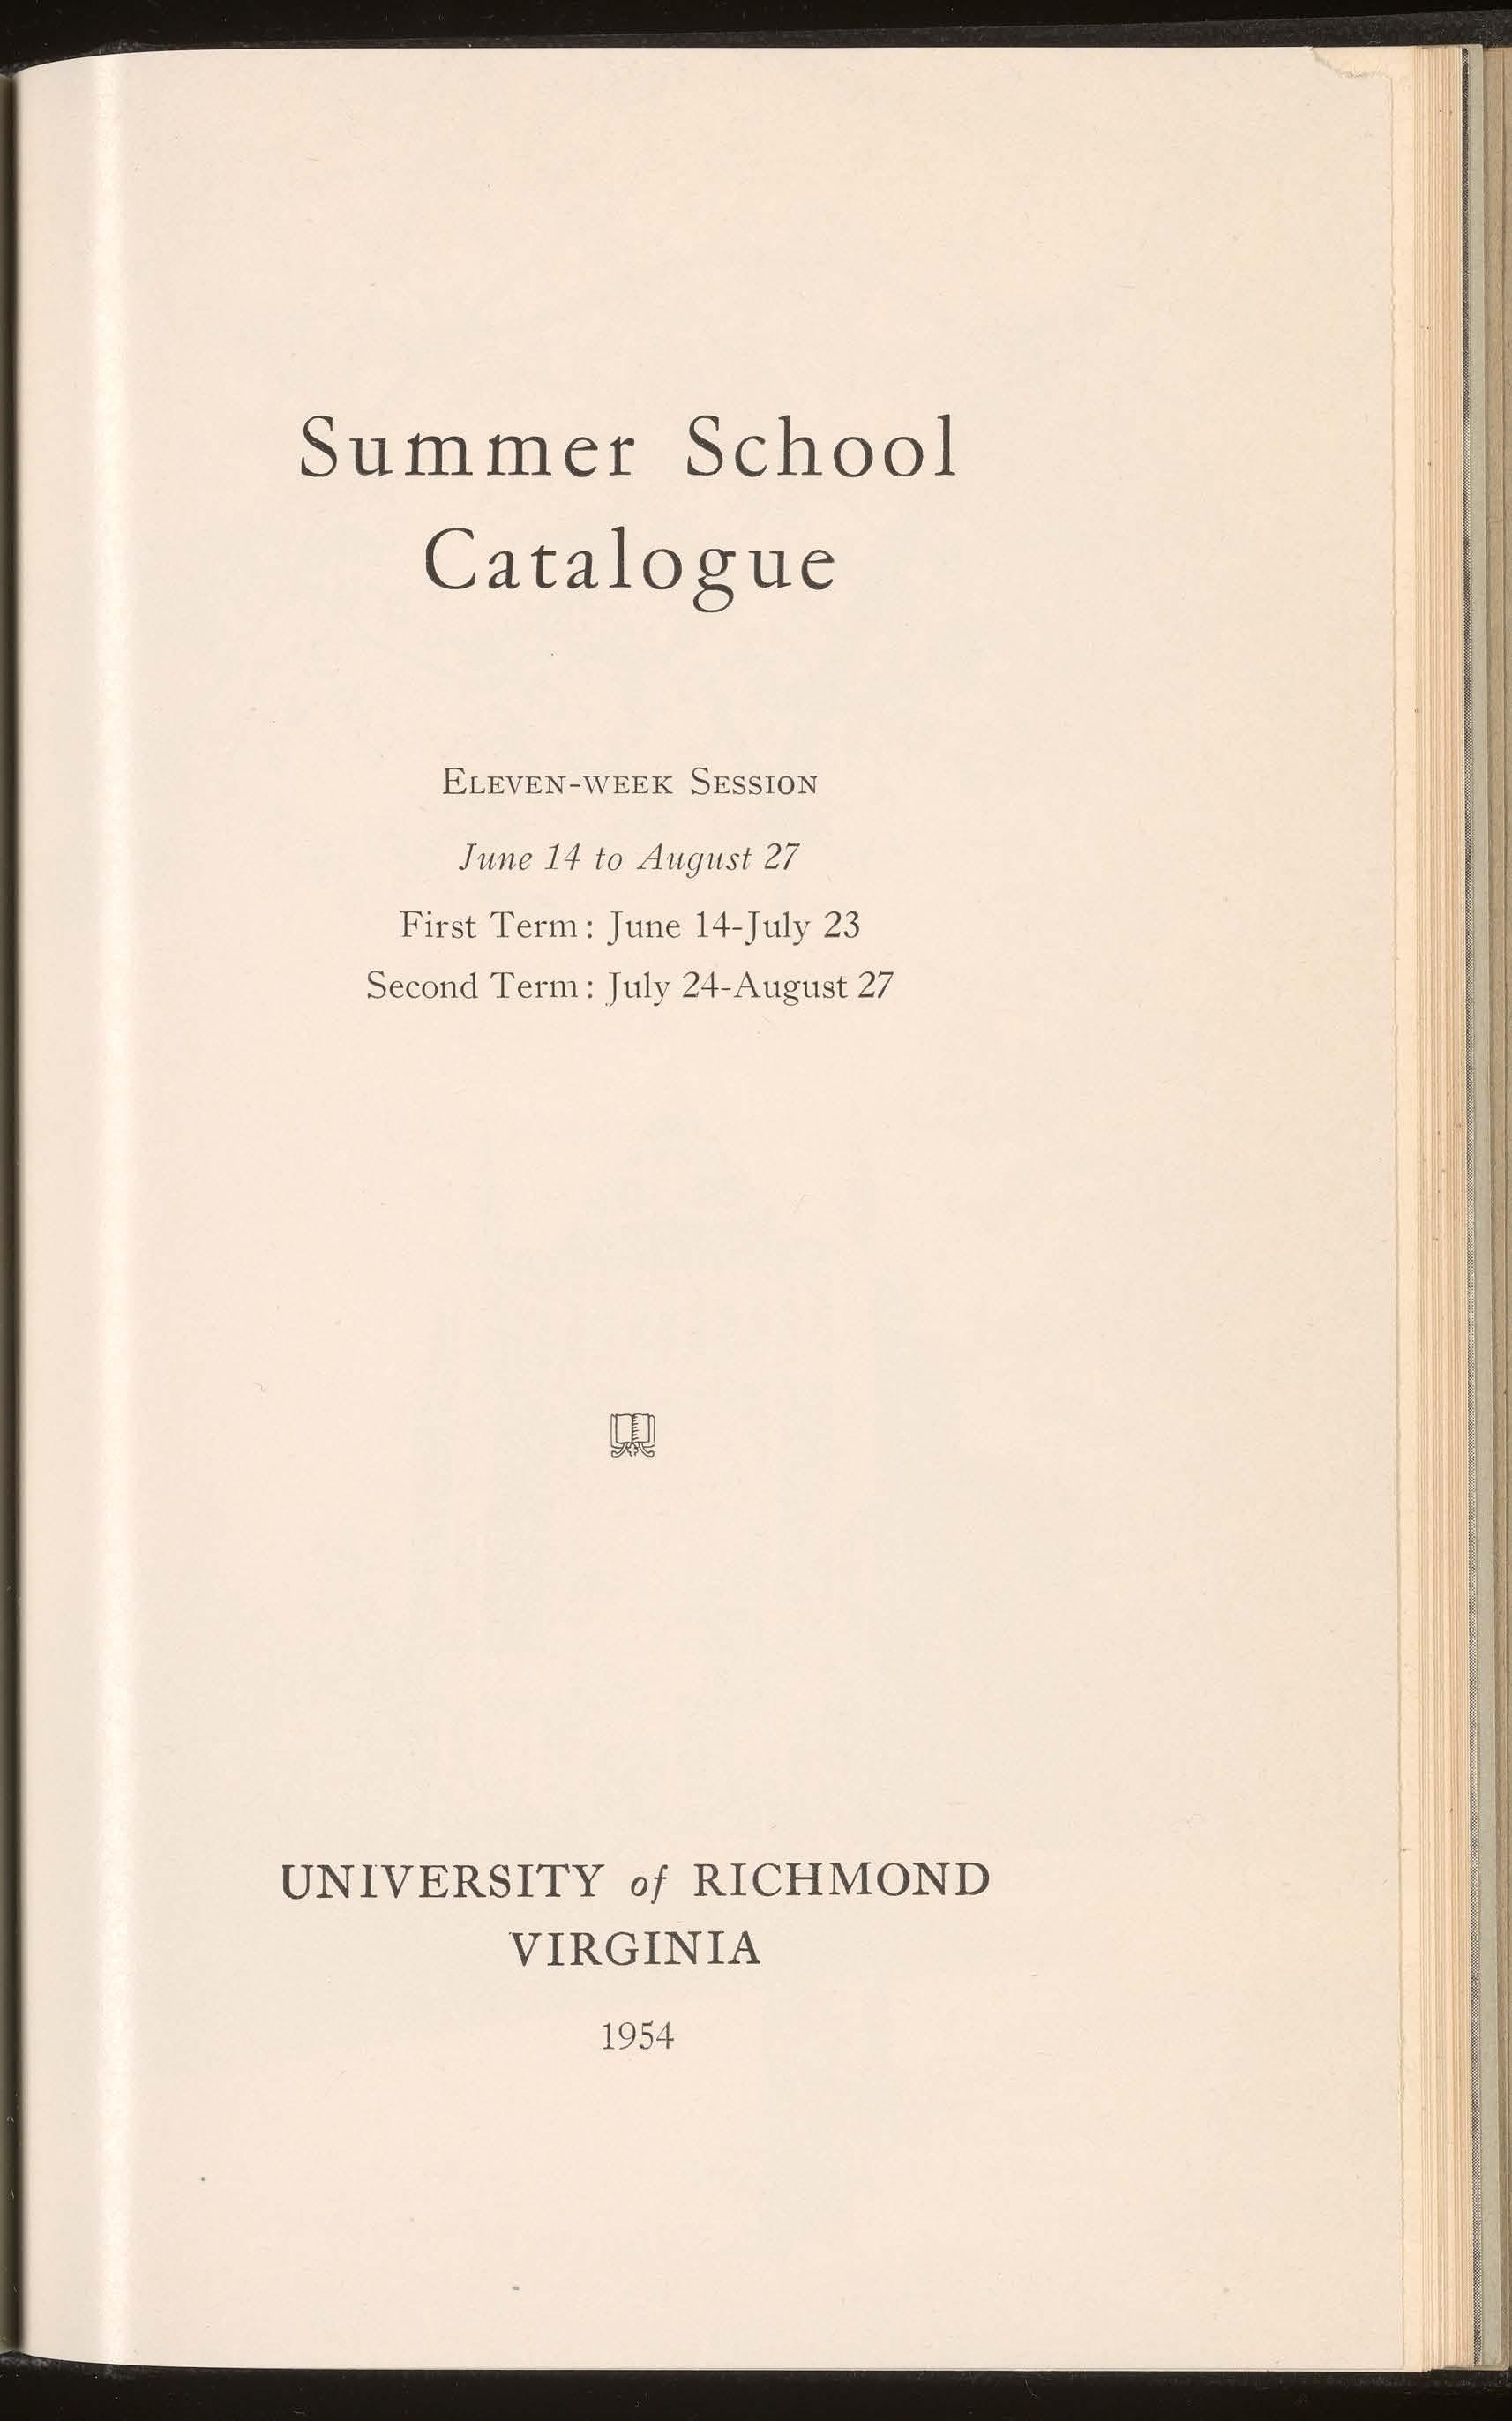 Summer School
Catalogue
ELEVEN-WEEK SESSION
June 14 to August 27
First Term: June 14-July 23
Second Term: July 24-August 27
UNIVERSITY of RICHMOND
VIRGINIA
1954